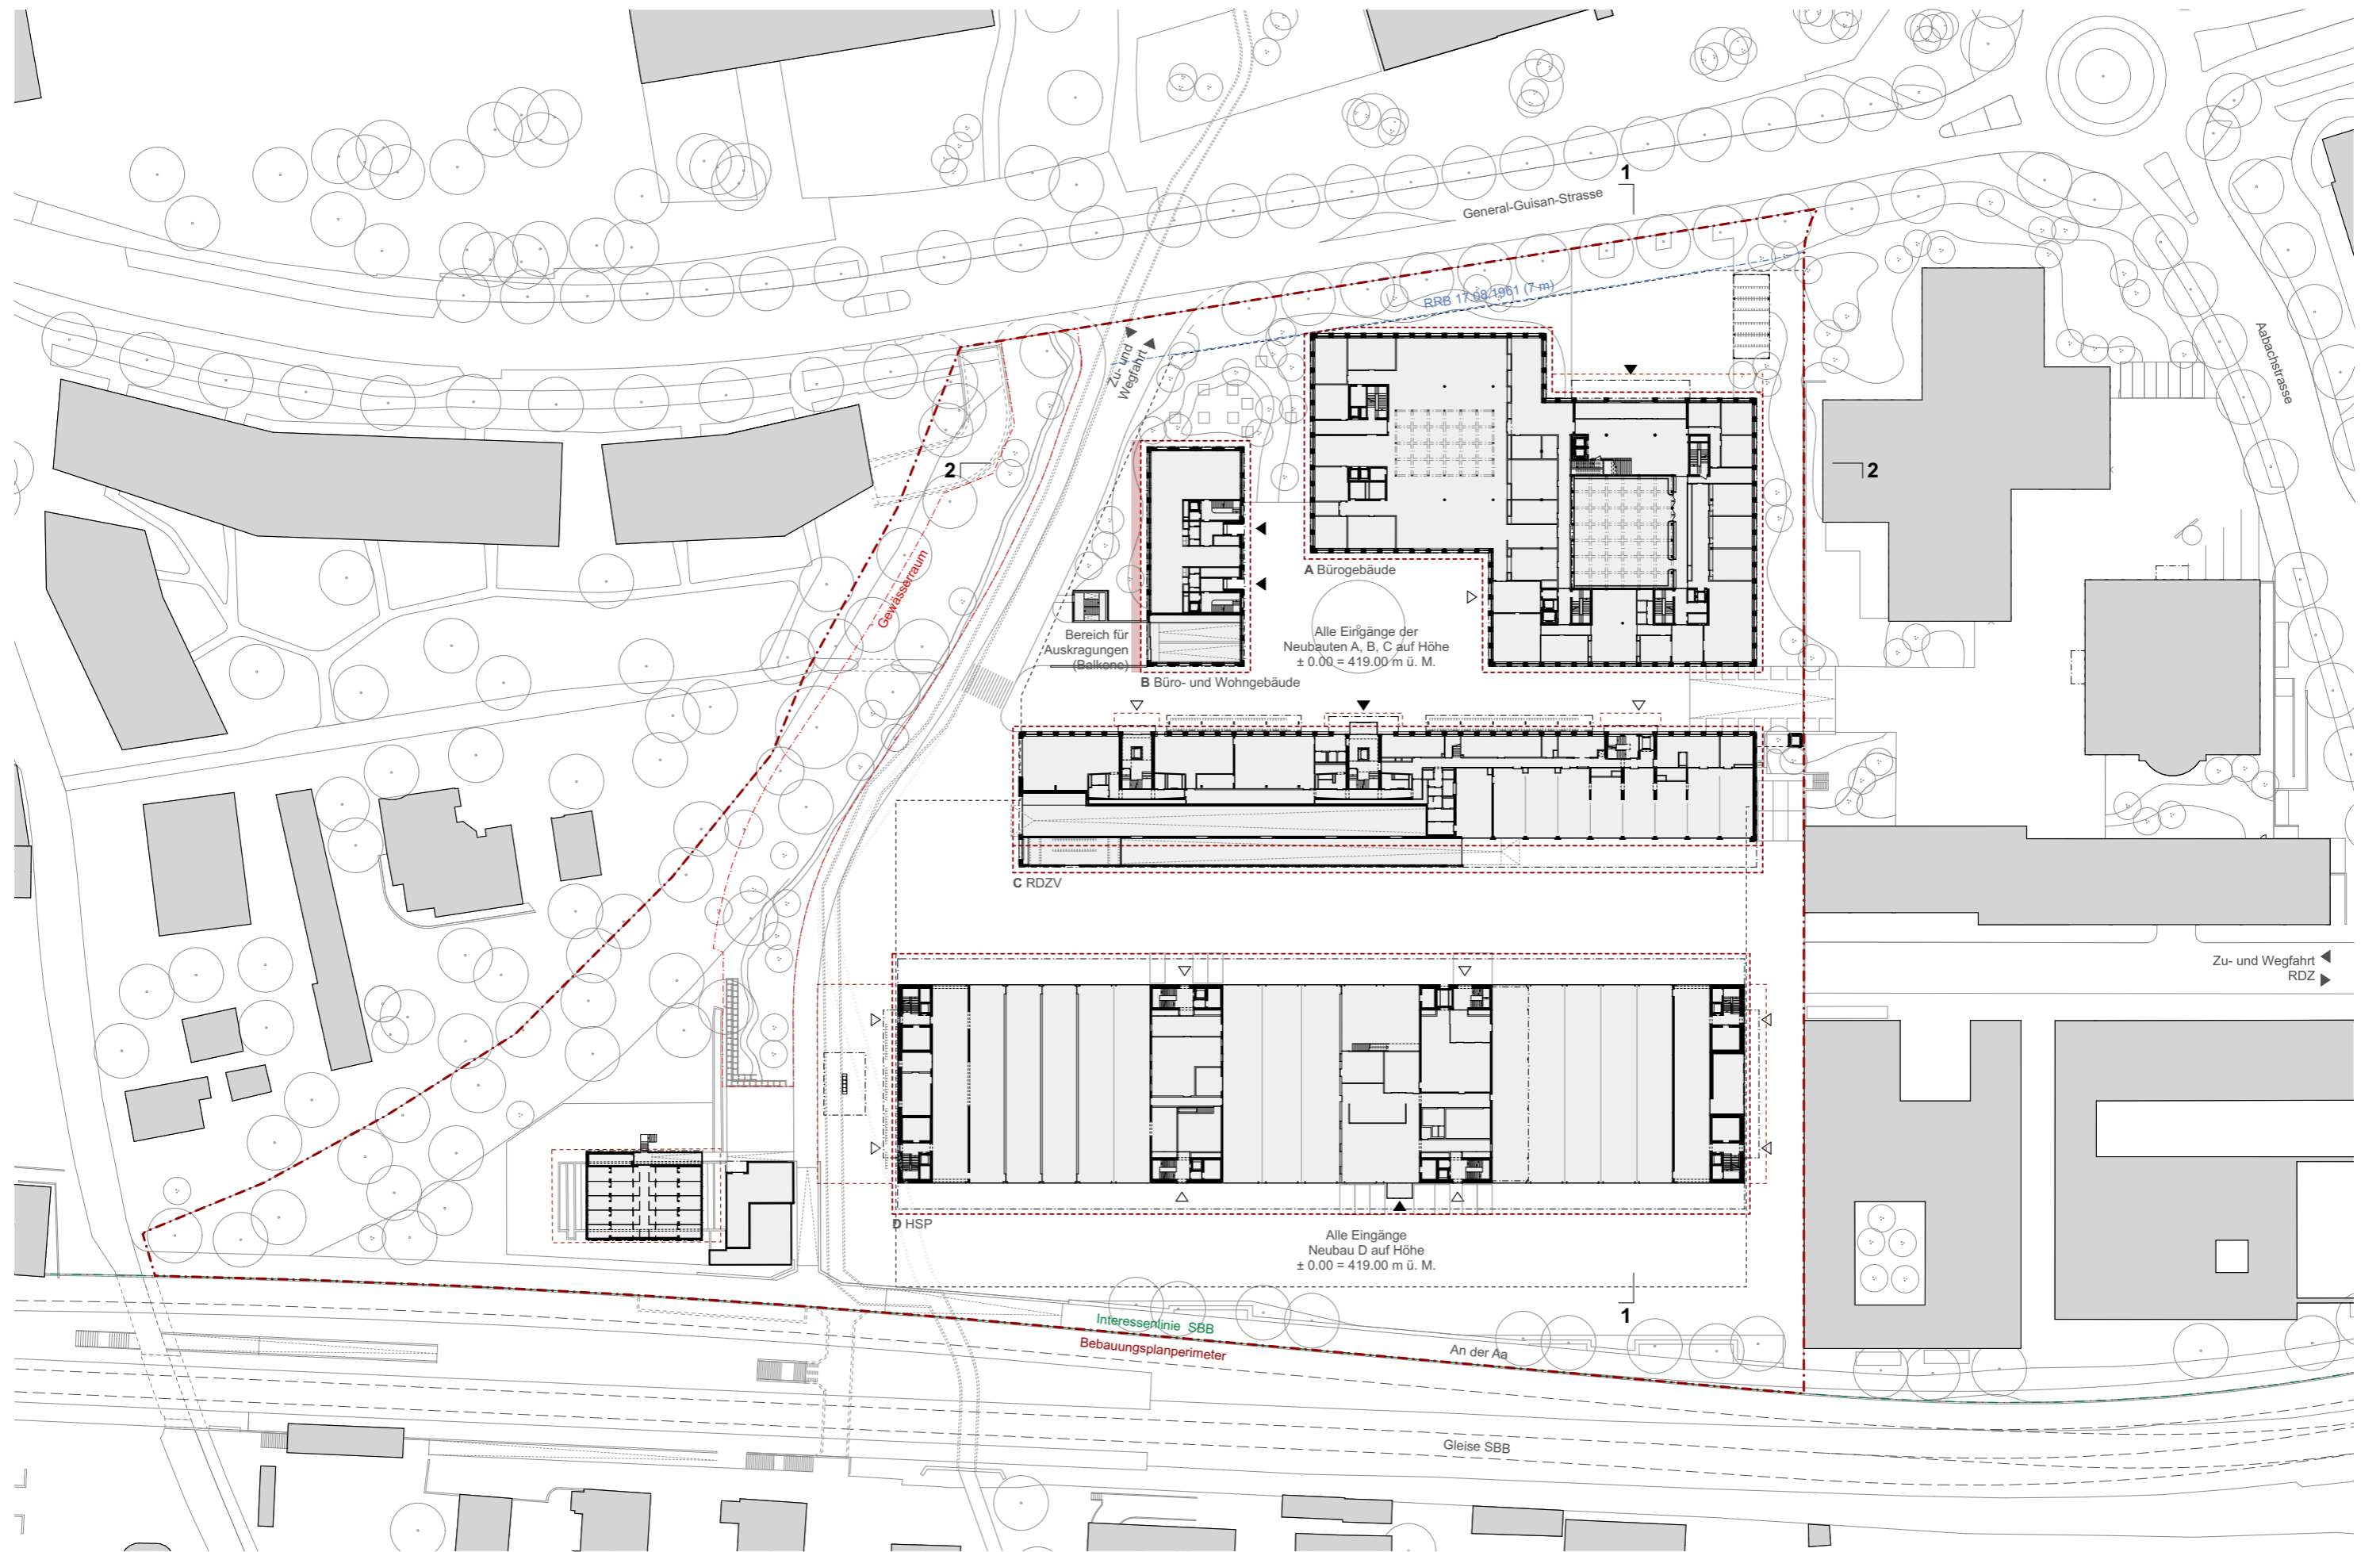 1
General-Guisan-Strasse
RRB 17.08.1961 (7 m)
Aabachstrasse
Zu- und
Wegfahrt
2
2
Gewässerraum
A Bürogebäude
Bereich für
Auskragungen
(Balkone)
Alle Eingänge der
Neubauten A, B, C auf Höhe
± 0.00 = 419.00 m ü. M.
B Büro- und Wohngebäude
C RDZV
Zu- und Wegfahrt
RDZ
D HSP
Alle Eingänge
Neubau D auf Höhe
± 0.00 = 419.00 m ü. M.
1
Interessenlinie SBB
Bebauungsplanperimeter
An der Aa
Gleise SBB